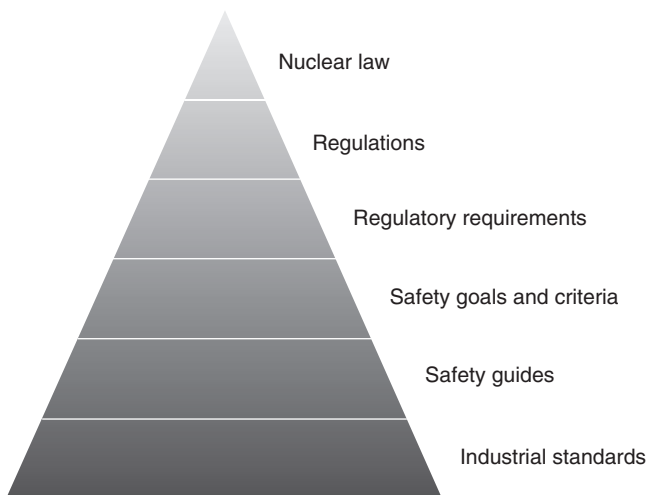 Nuclear law
Regulations
Regulatory requirements
Safety goals and criteria
Safety guides
Industrial standards